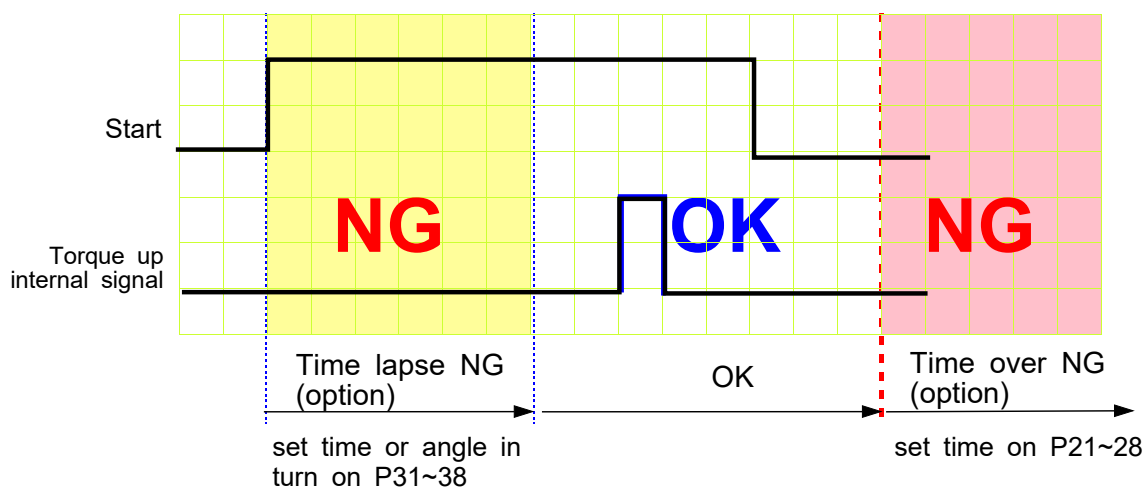 Start
NG
OK
NG
Torque up
internal signal
Time lapse NG
(option)
OK
Time over NG
(option)
set time or angle in
turn on P31~38
set time on P21~28